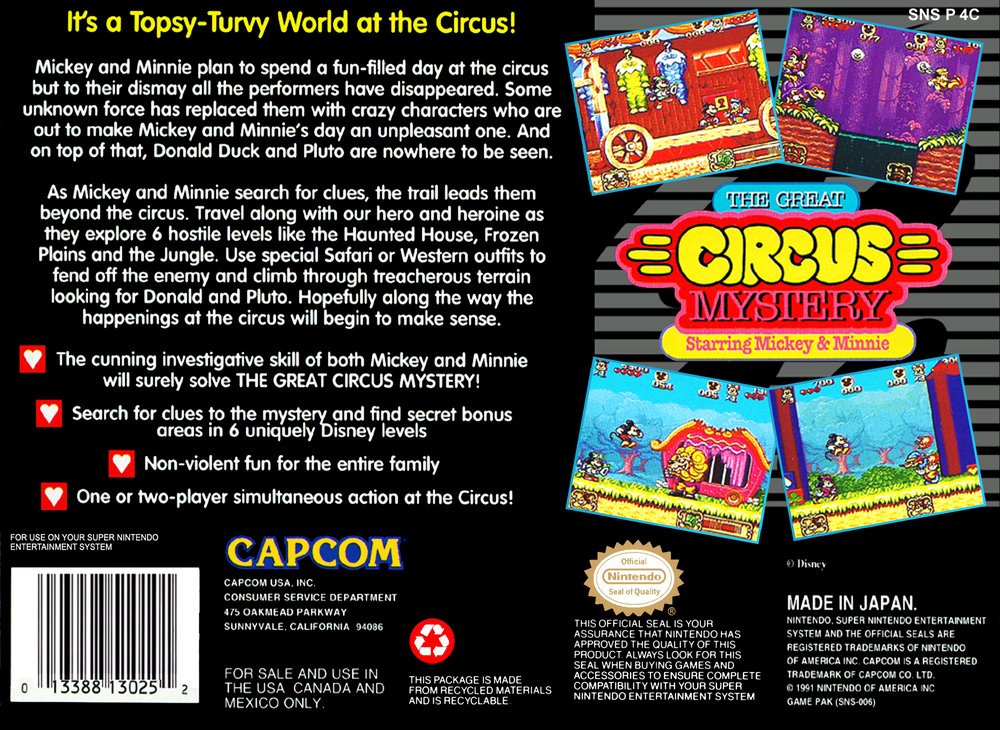 It's a Topsy-Turvy World at the Circus!
Mickey and Minnie plan to spend a fun-filled day at the circus
but to their dismay all the performers have disappeared. Some
unknown force has replaced them with crazy characters who are
out to make Mickey and Minnie's day an unpleasant one. And
on top of that, Donald Duck and Pluto are nowhere to be seen.
As Mickey and Minnie search for clues, the trail leads them
beyond the circus. Travel along with our hero and heroine as
they explore 6 hostile levels like the Haunted House, Frozen
Plains and the Jungle. Use special Safari or Western outfits to
fend off the enemy and climb through treacherous terrain
looking for Donald and Pluto. Hopefully along the way the
happenings at the circus will begin to make sense.
The cunning investigative skill of both Mickey and Minnie
will surely solve THE GREAT CIRCUS MYSTERY!
Search for clues to the mystery and find secret bonus
areas in 6 uniquely Disney levels
Non-violent fun for the entire family
One or two-player simultaneous action at the Circus!
FOR USE ON YOUR SUPER NINTENDO
ENTERTAINMENT SYSTEM
0 13388 13025 2
CAPCOM
CAPCOM USA, INC.
CONSUMER SERVICE DEPARTMENT
475 OAKMEAD PARKWAY
SUNNYVALE, CALIFORNIA 94086
FOR SALE AND USE IN
THE USA CANADA AND
MEXICO ONLY.
THIS PACKAGE IS MADE
FROM RECYCLED MATERIALS
AND IS RECYCLABLE.
SNS P 4C
THE GREAT
CIRCUS
MYSTERY
Starring Mickey & Minnie
Official
Nintendo
Seal of Quality
®
THIS OFFICIAL SEAL IS YOUR
ASSURANCE THAT NINTENDO HAS
APPROVED THE QUALITY OF THIS
PRODUCT. ALWAYS LOOK FOR THIS
SEAL WHEN BUYING GAMES AND
ACCESSORIES TO ENSURE COMPLETE
COMPATIBILITY WITH YOUR SUPER
NINTENDO ENTERTAINMENT SYSTEM
© Disney
MADE IN JAPAN.
NINTENDO, SUPER NINTENDO ENTERTAINMENT
SYSTEM AND THE OFFICIAL SEALS ARE
REGISTERED TRADEMARKS OF NINTENDO
OF AMERICA INC. CAPCOM IS A REGISTERED
TRADEMARK OF CAPCOM CO. LTD.
© 1991 NINTENDO OF AMERICA INC
GAME PAK (SNS-006)